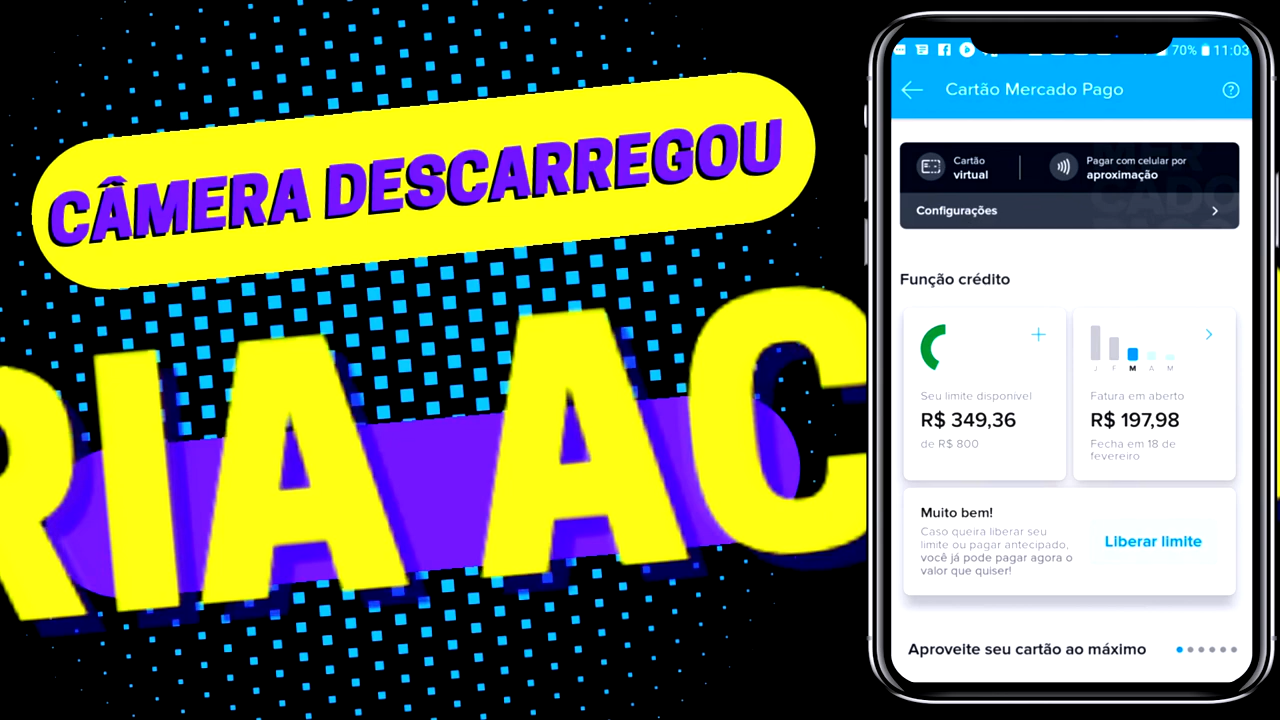 CÂMERA DESCARREGOU
RIA AC
70% 11:03
Cartão Mercado Pago
?
Cartão
virtual
Pagar com celular por
aproximação
Configurações
Função crédito
Seu limite disponível
R$ 349,36
de R$ 800
J F M A M
Fatura em aberto
R$ 197,98
Fecha em 18 de
fevereiro
Muito bem!
Caso queira liberar seu
limite ou pagar antecipado,
você já pode pagar agora o
valor que quiser!
Liberar limite
Aproveite seu cartão ao máximo